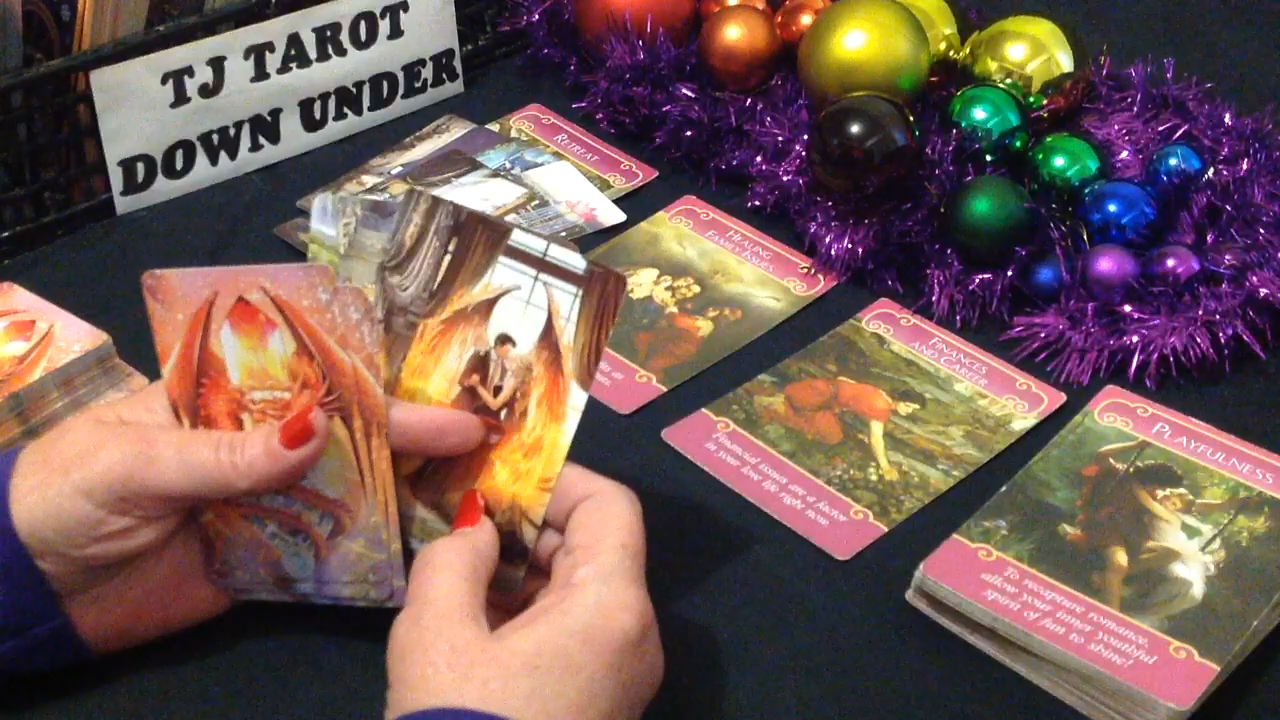 TJ TAROT
DOWN UNDER
RETREAT
HEALING
FAMILY ISSUES
FINANCES
AND CAREER
Financial issues are a factor
in your love life right now.
PLAYFULNESS
To recapture romance,
allow your inner youthful
spirit of fun to shine!